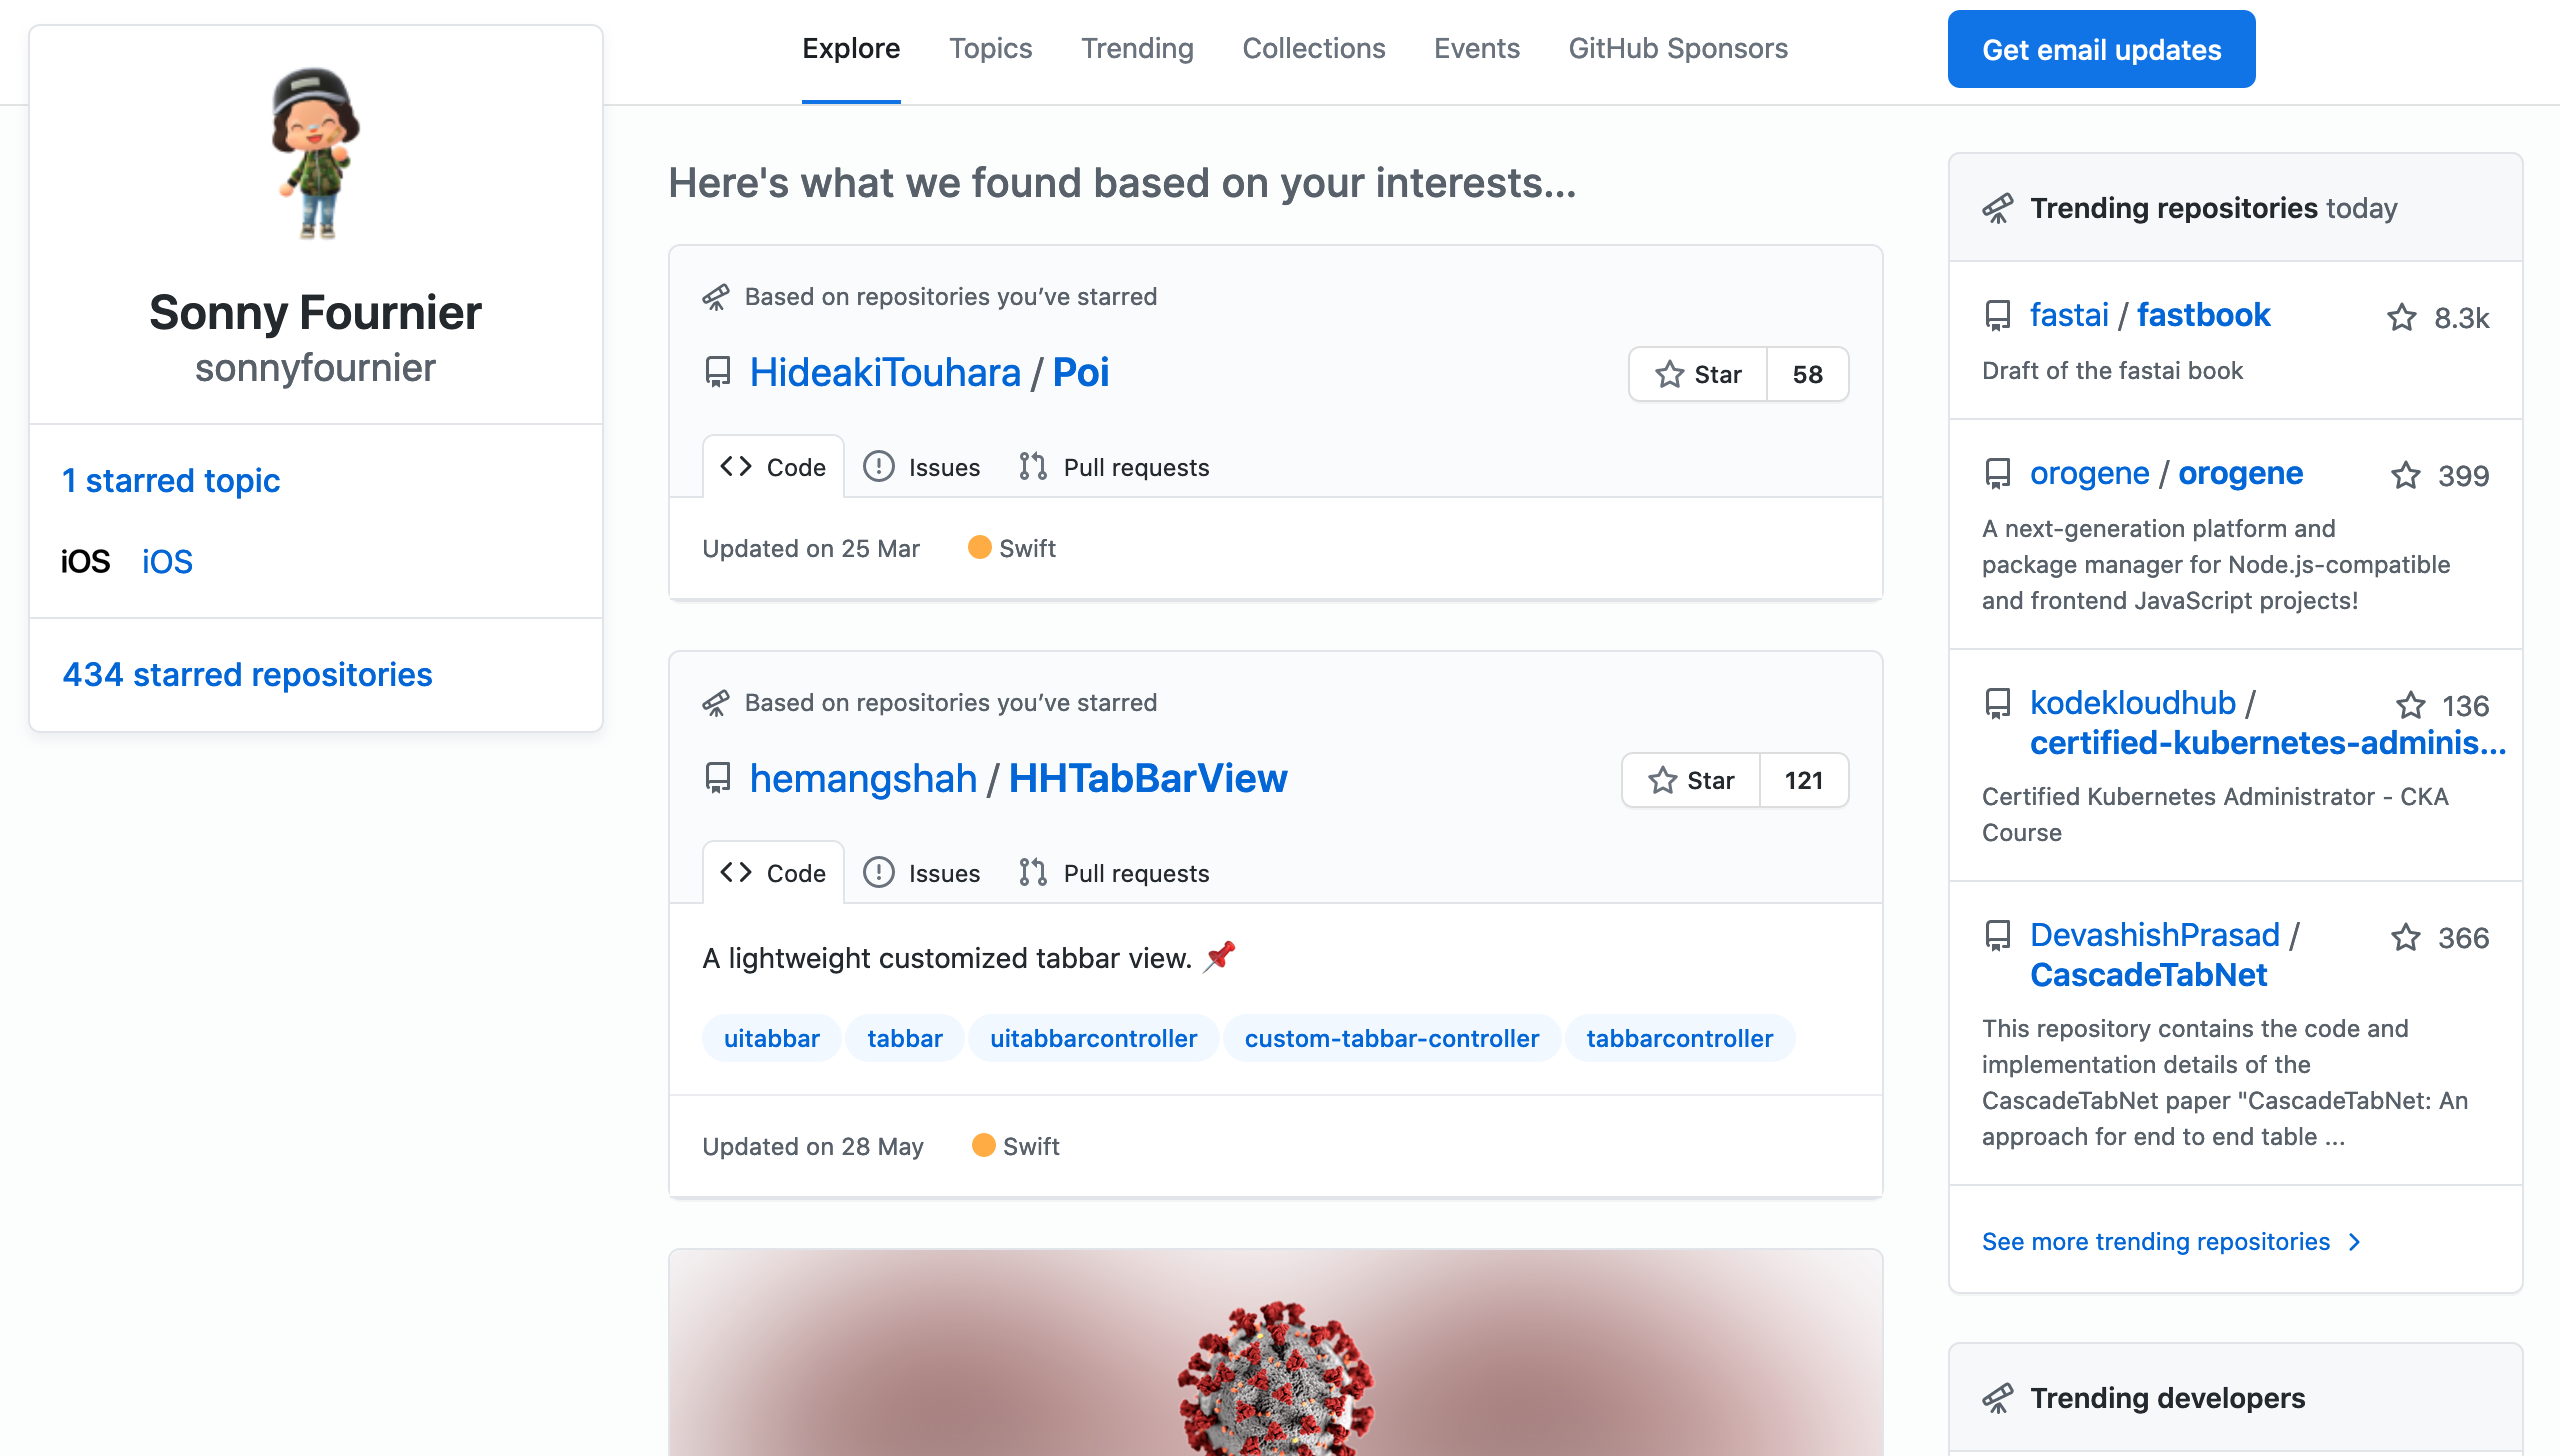 Explore Topics Trending Collections Events GitHub Sponsors
Get email updates
Sonny Fournier
sonnyfournier
1 starred topic
iOS iOS
434 starred repositories
Here's what we found based on your interests...
Based on repositories you’ve starred
HideakiTouhara / Poi
Star 58
Code Issues Pull requests
Updated on 25 Mar Swift
Based on repositories you’ve starred
hemangshah / HHTabBarView
Star 121
Code Issues Pull requests
A lightweight customized tabbar view. 📌
uitabbar tabbar uitabbarcontroller custom-tabbar-controller tabbarcontroller
Updated on 28 May Swift
Trending repositories today
fastai / fastbook 8.3k
Draft of the fastai book
orogene / orogene 399
A next-generation platform and
package manager for Node.js-compatible
and frontend JavaScript projects!
kodekloudhub / 136
certified-kubernetes-adminis...
Certified Kubernetes Administrator - CKA
Course
DevashishPrasad / 366
CascadeTabNet
This repository contains the code and
implementation details of the
CascadeTabNet paper "CascadeTabNet: An
approach for end to end table ...
See more trending repositories
Trending developers